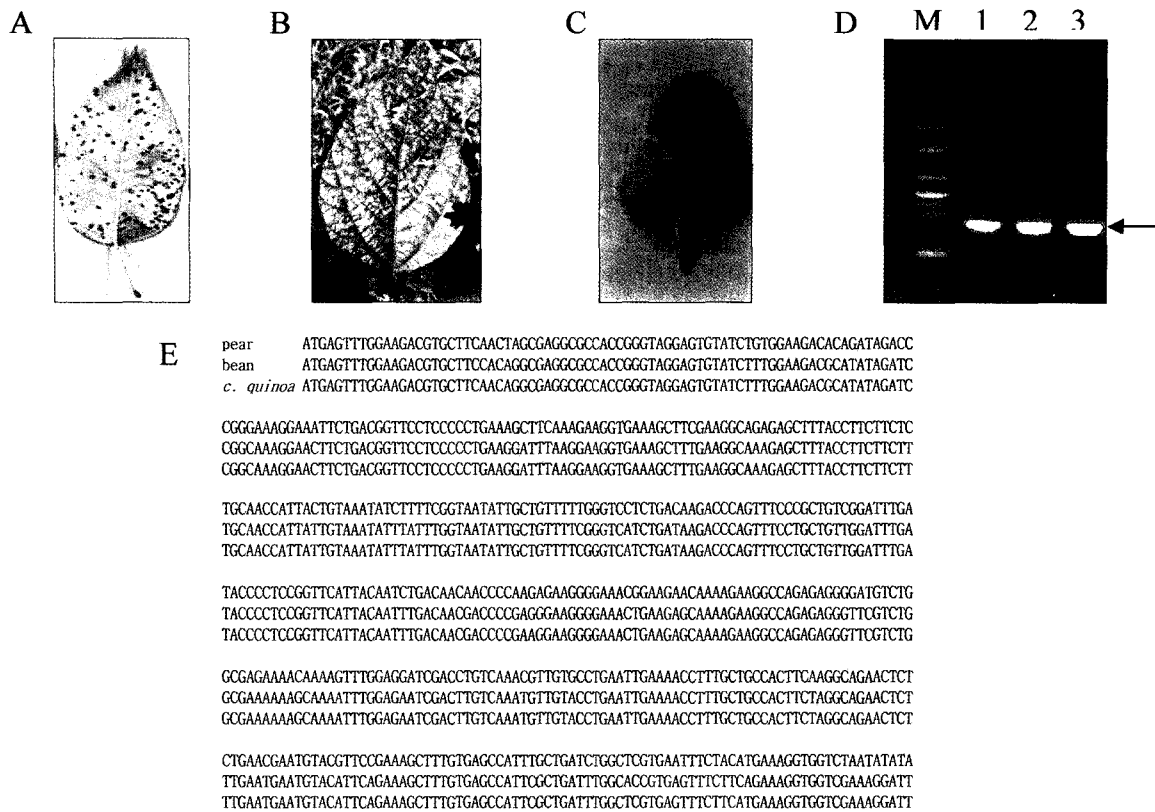 A B C D M 1 2 3
E
pear ATGAGTTTGGAAGACGTGCTTCAACTAGCGAGGCGCCACCGGGTAGGAGTGTATCTGTGGAAGACACAGATAGACC
bean ATGAGTTTGGAAGACGTGCTTCCACAGGCGAGGCGCCACCGGGTAGGAGTGTATCTTTGGAAGACGCATATAGATC
c. quinoa ATGAGTTTGGAAGACGTGCTTCAACAGGCGAGGCGCCACCGGGTAGGAGTGTATCTTTGGAAGACGCATATAGATC
CGGGAAAGGAAATTCTGACGGTTCCTCCCCCTGAAAGCTTCAAAGAAGGTGAAAGCTTCGAAGGCAGAGAGCTTTACCTTCTTCTC
CGGCAAAGGAACTTCTGACGGTTCCTCCCCCTGAAGGATTTAAGGAAGGTGAAAGCTTTGAAGGCAAAGAGCTTTACCTTCTTCTT
CGGCAAAGGAACTTCTGACGGTTCCTCCCCCTGAAGGATTTAAGGAAGGTGAAAGCTTTGAAGGCAAAGAGCTTTACCTTCTTCTT
TGCAACCATTACTGTAAATATCTTTTCGGTAATATTGCTGTTTTTGGGTCCTCTGACAAGACCCAGTTTCCCGCTGTCGGATTTGA
TGCAACCATTATTGTAAATATTTATTTGGTAATATTGCTGTTTTCGGGTCATCTGATAAGACCCAGTTTCCTGCTGTTGGATTTGA
TGCAACCATTATTGTAAATATTTATTTGGTAATATTGCTGTTTTCGGGTCATCTGATAAGACCCAGTTTCCTGCTGTTGGATTTGA
TACCCCTCCGGTTCATTACAATCTGACAACAACCCCAAGAGAAGGGGAAACGGAAGAACAAAAGAAGGCCAGAGAGGGGATGTCTG
TACCCCTCCGGTTCATTACAATTTGACAACGACCCCGAGGGAAGGGGAAACTGAAGAGCAAAAGAAGGCCAGAGAGGGTTCGTCTG
TACCCCTCCGGTTCATTACAATTTGACAACGACCCCGAAGGAAGGGGAAACTGAAGAGCAAAAGAAGGCCAGAGAGGGTTCGTCTG
GCGAGAAAACAAAAGTTTGGAGGATCGACCTGTCAAACGTTGTGCCTGAATTGAAAACCTTTGCTGCCACTTCAAGGCAGAACTCT
GCGAAAAAAGCAAAATTTGGAGAATCGACTTGTCAAATGTTGTACCTGAATTGAAAACCTTTGCTGCCACTTCTAGGCAGAACTCT
GCGAAAAAAGCAAAATTTGGAGAATCGACTTGTCAAATGTTGTACCTGAATTGAAAACCTTTGCTGCCACTTCTAGGCAGAACTCT
CTGAACGAATGTACGTTCCGAAAGCTTTGTGAGCCATTTGCTGATCTGGCTCGTGAATTTCTACATGAAAGGTGGTCTAATATATA
TTGAATGAATGTACATTCAGAAAGCTTTGTGAGCCATTCGCTGATTTGGCACCGTGAGTTTCTTCAGAAAGGTGGTCGAAAGGATT
TTGAATGAATGTACATTCAGAAAGCTTTGTGAGCCATTCGCTGATTTGGCTCGTGAGTTTCTTCATGAAAGGTGGTCGAAAGGATT